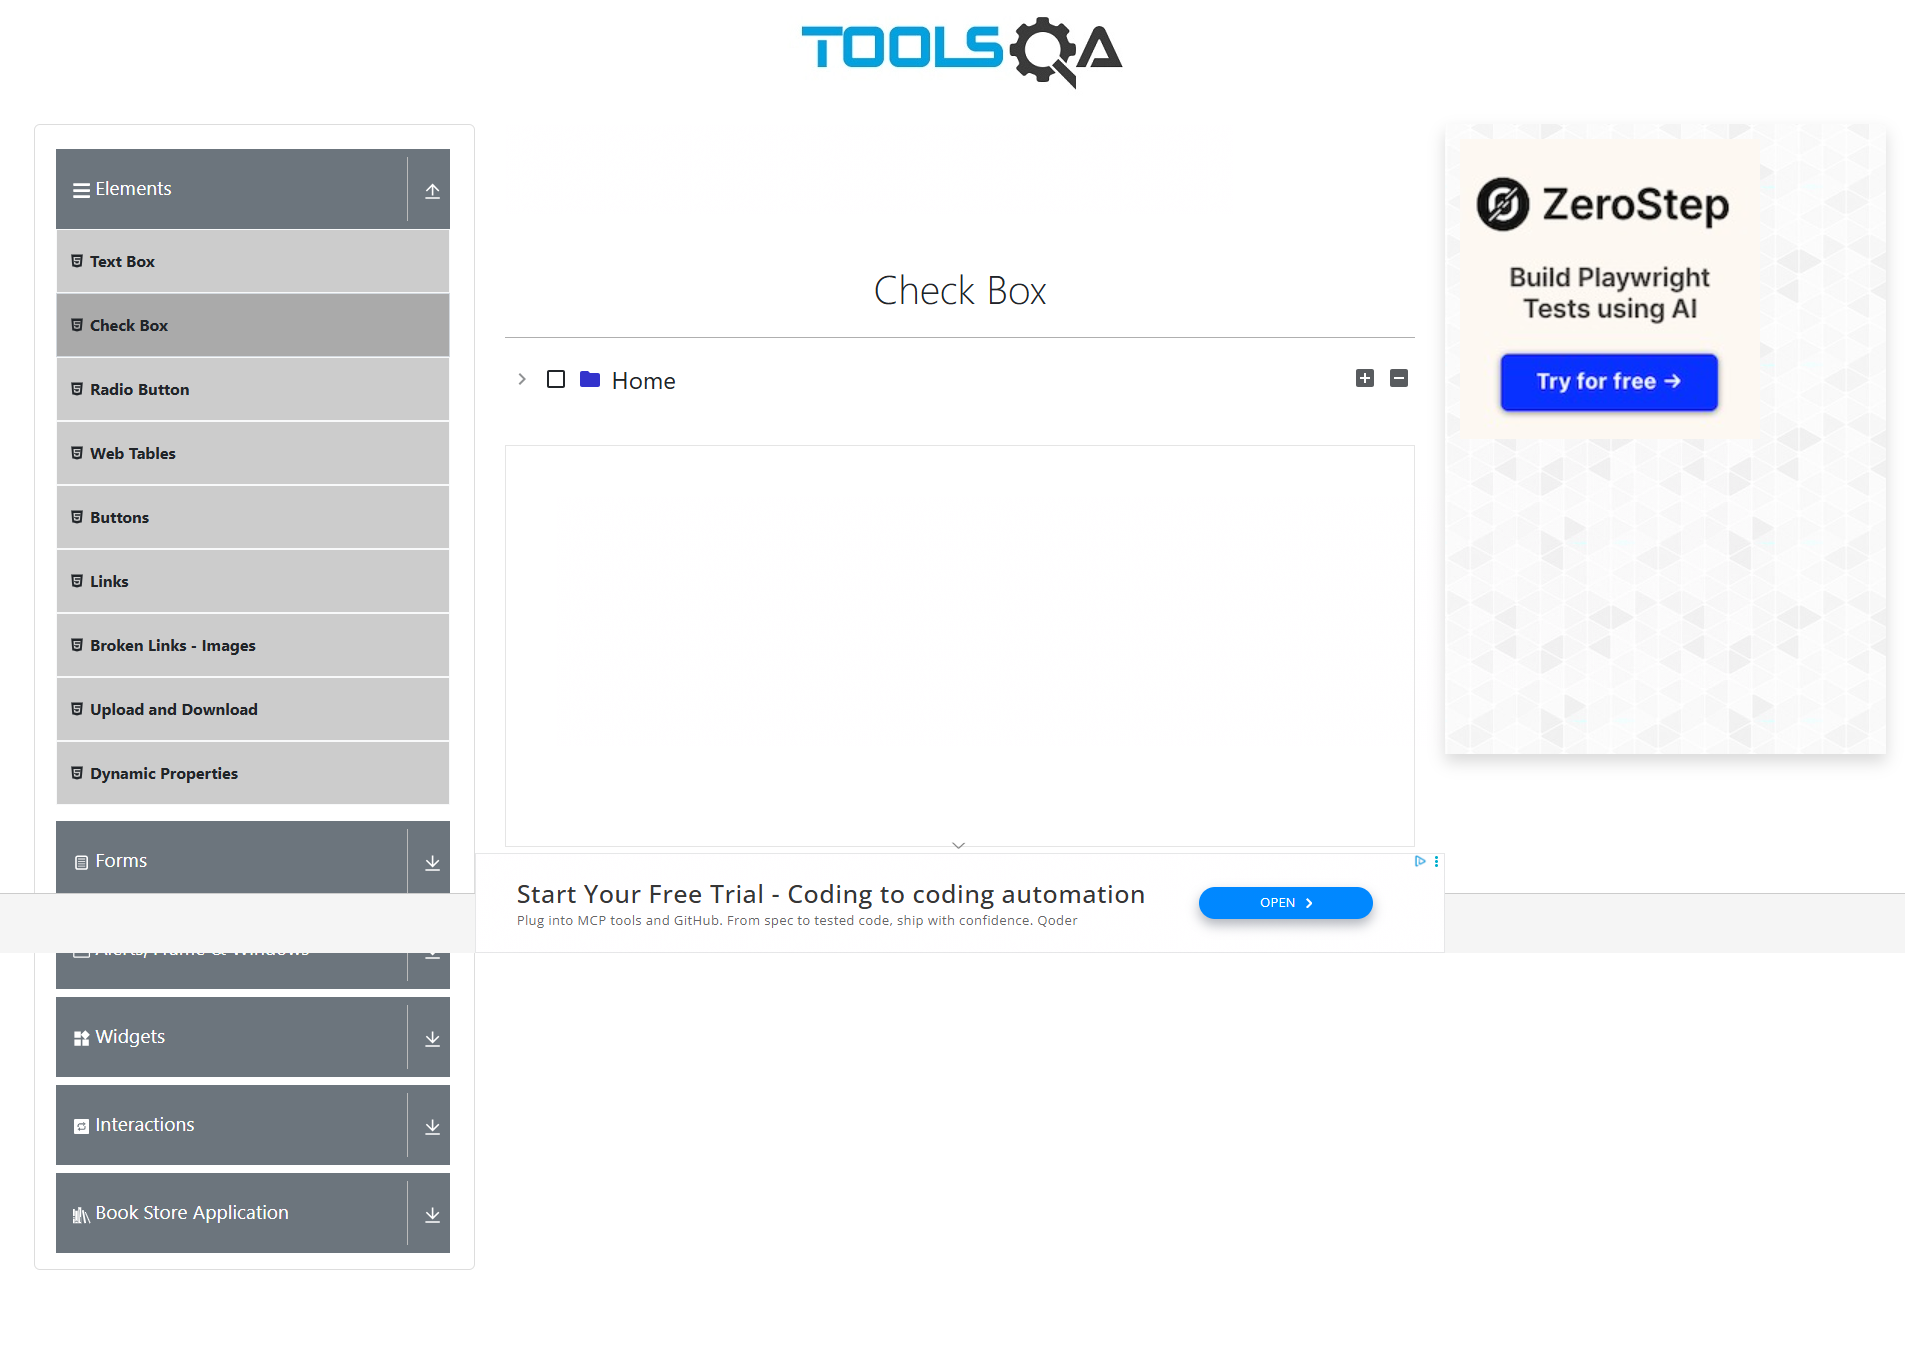 TOOLSQA
Elements
Text Box
Check Box
Radio Button
Web Tables
Buttons
Links
Broken Links - Images
Upload and Download
Dynamic Properties
Forms
Alerts, Frame & Windows
Widgets
Interactions
Book Store Application
Check Box
Home
Start Your Free Trial - Coding to coding automation
Plug into MCP tools and GitHub. From spec to tested code, ship with confidence. Qoder
OPEN
ZeroStep
Build Playwright
Tests using AI
Try for free →